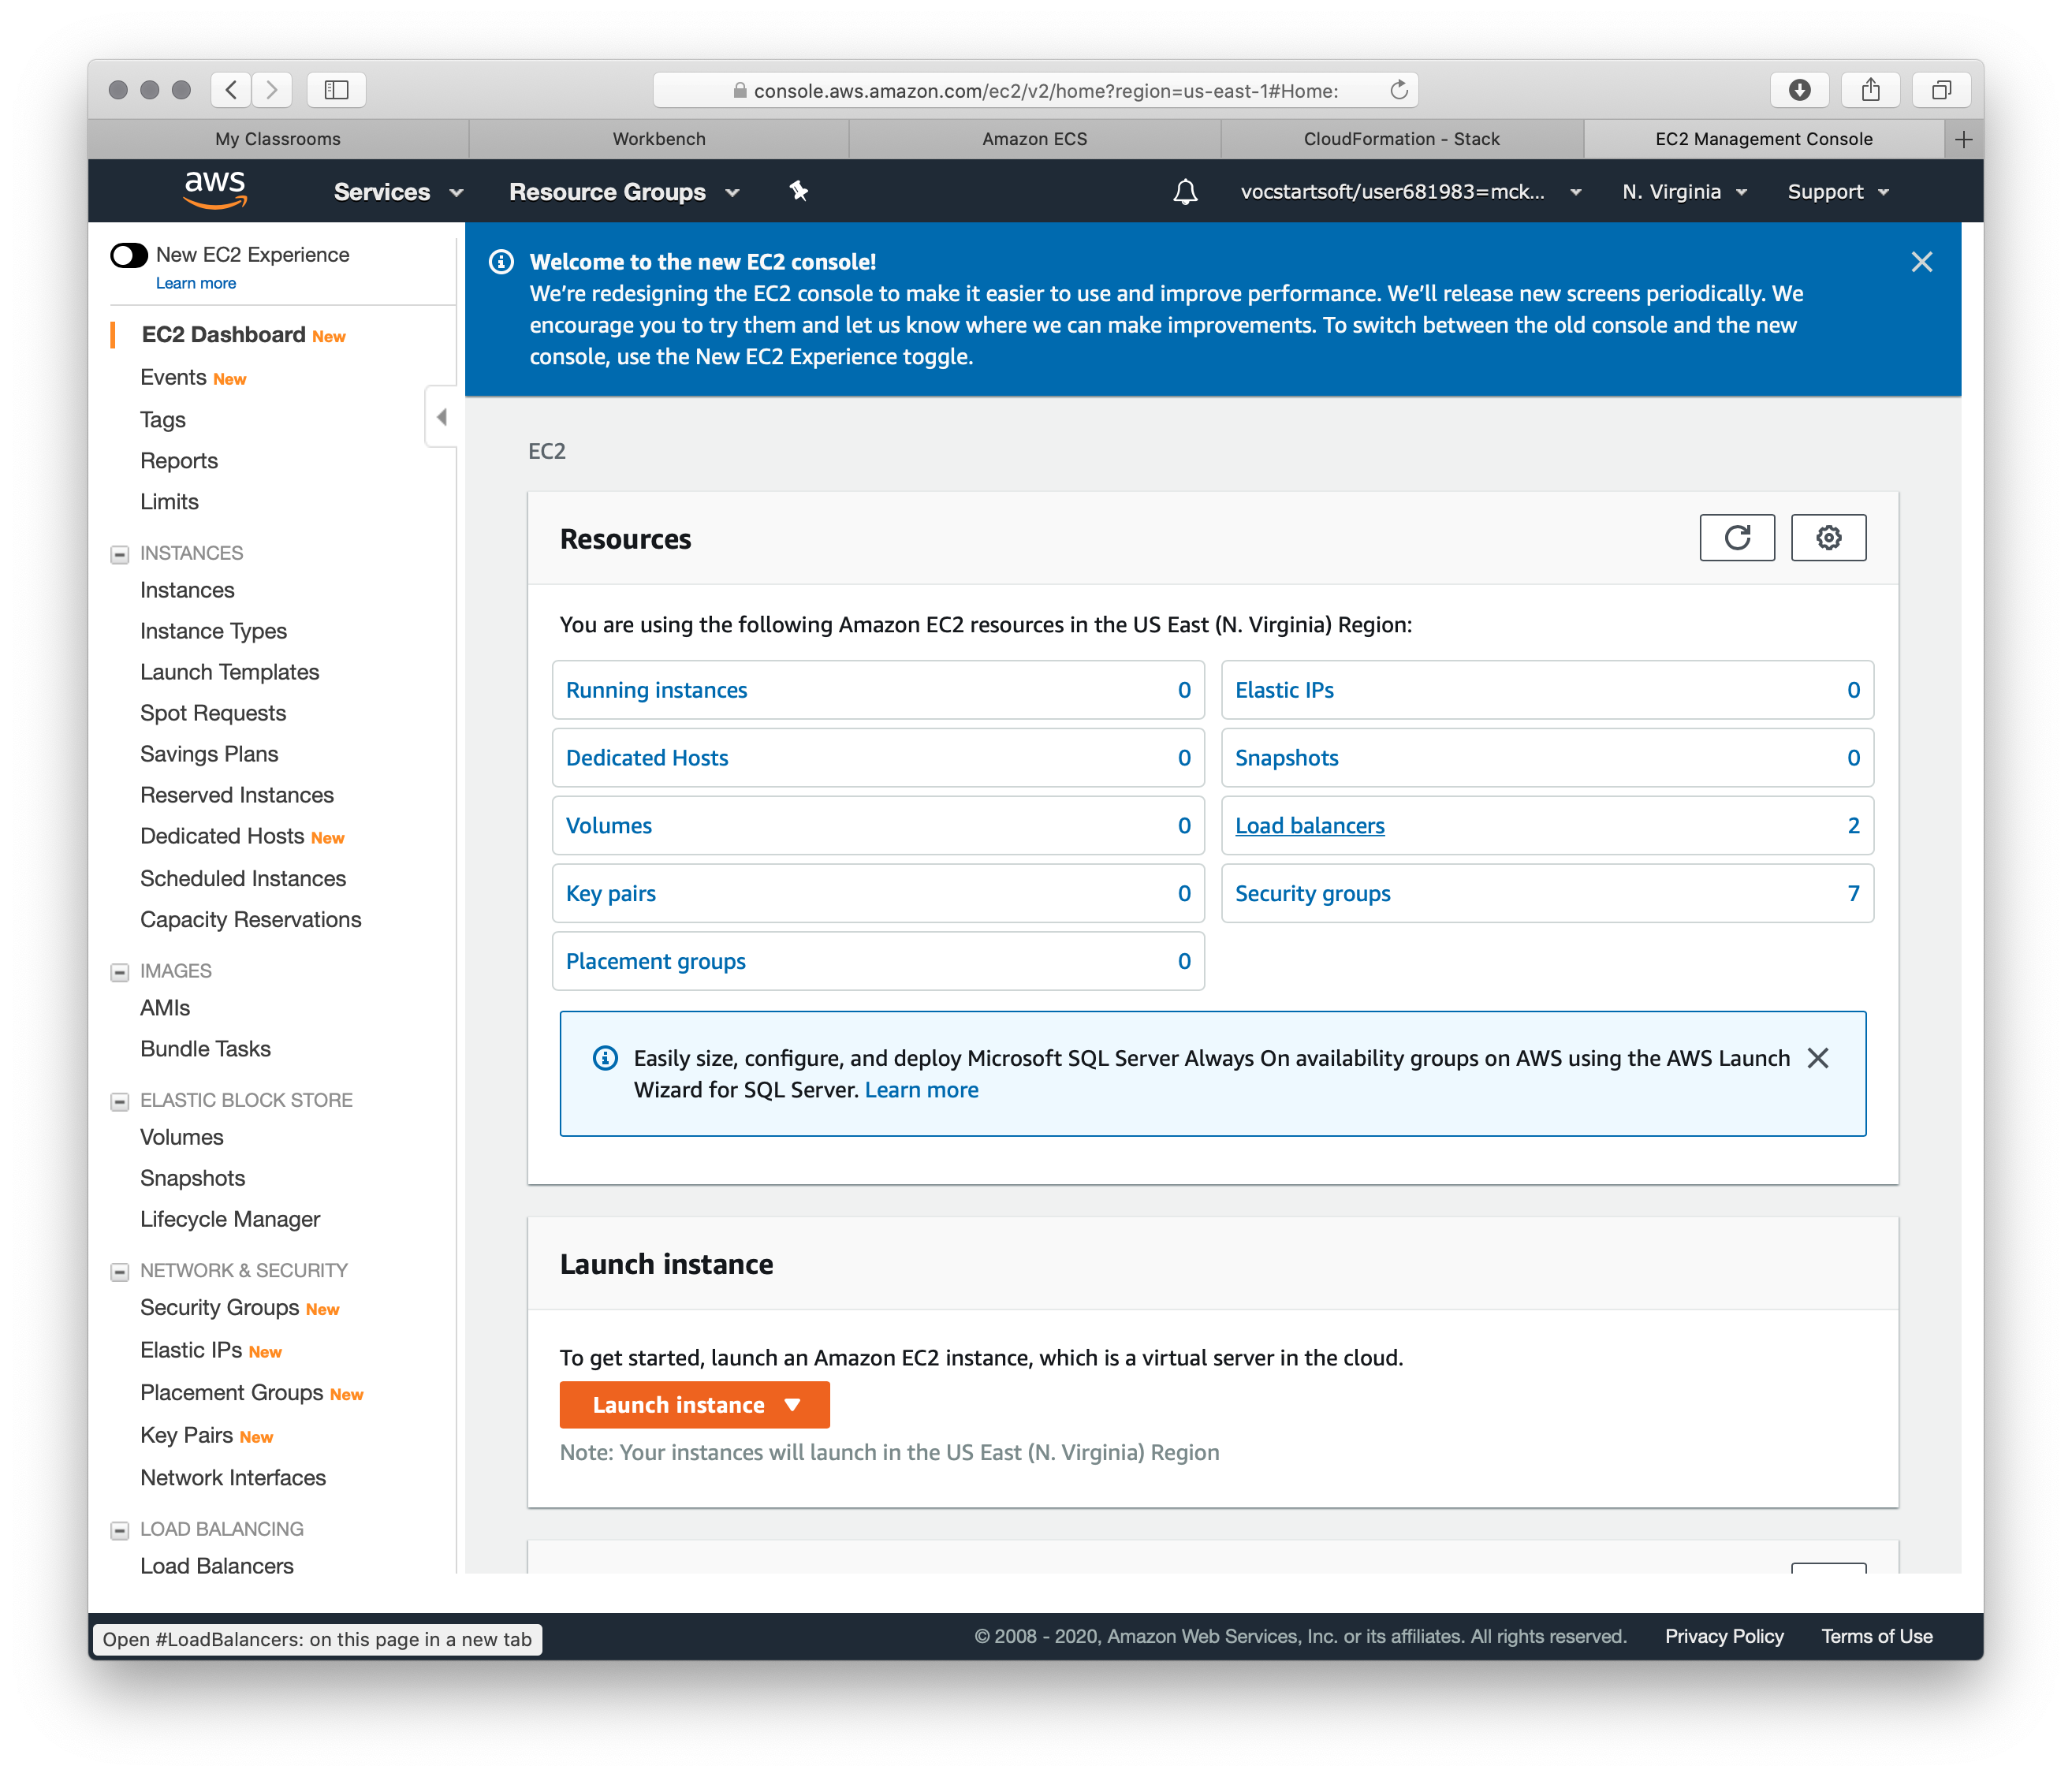 console.aws.amazon.com/ec2/v2/home?region=us-east-1#Home:
My Classrooms
Workbench
Amazon ECS
CloudFormation - Stack
EC2 Management Console
aws
Services
Resource Groups
vocstartsoft/user681983=mck...
N. Virginia
Support
New EC2 Experience
Learn more
EC2 Dashboard New
Events New
Tags
Reports
Limits
INSTANCES
Instances
Instance Types
Launch Templates
Spot Requests
Savings Plans
Reserved Instances
Dedicated Hosts New
Scheduled Instances
Capacity Reservations
IMAGES
AMIs
Bundle Tasks
ELASTIC BLOCK STORE
Volumes
Snapshots
Lifecycle Manager
NETWORK & SECURITY
Security Groups New
Elastic IPs New
Placement Groups New
Key Pairs New
Network Interfaces
LOAD BALANCING
Load Balancers
Welcome to the new EC2 console!
We're redesigning the EC2 console to make it easier to use and improve performance. We'll release new screens periodically. We
encourage you to try them and let us know where we can make improvements. To switch between the old console and the new
console, use the New EC2 Experience toggle.
EC2
Resources
You are using the following Amazon EC2 resources in the US East (N. Virginia) Region:
Running instances 0
Elastic IPs 0
Dedicated Hosts 0
Snapshots 0
Volumes 0
Load balancers 2
Key pairs 0
Security groups 7
Placement groups 0
Easily size, configure, and deploy Microsoft SQL Server Always On availability groups on AWS using the AWS Launch
Wizard for SQL Server. Learn more
Launch instance
To get started, launch an Amazon EC2 instance, which is a virtual server in the cloud.
Launch instance
Note: Your instances will launch in the US East (N. Virginia) Region
Open #LoadBalancers: on this page in a new tab
© 2008 - 2020, Amazon Web Services, Inc. or its affiliates. All rights reserved.
Privacy Policy
Terms of Use